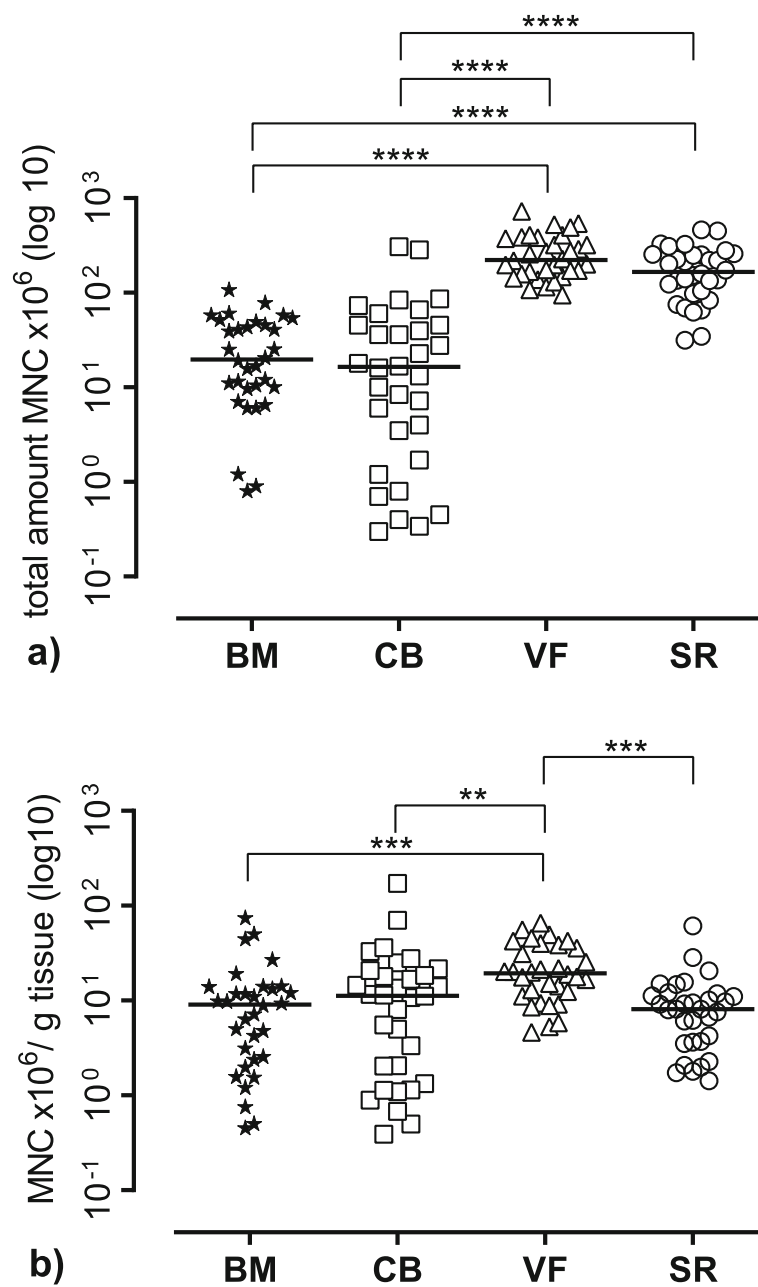 ****
****
****
****
total amount MNC x10⁶ (log 10)
10³
10²
10¹
10⁰
10⁻¹
a)
BM CB VF SR
***
**
***
MNC x10⁶/ g tissue (log10)
10³
10²
10¹
10⁰
10⁻¹
b)
BM CB VF SR